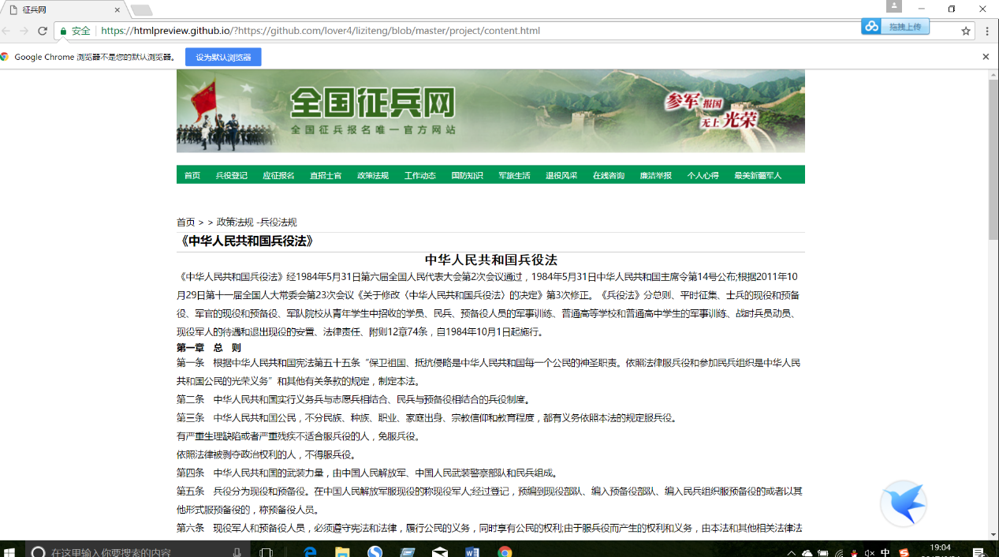 征兵网
安全
https://htmlpreview.github.io/?https://github.com/lover4/liziteng/blob/master/project/content.html
拖拽上传
Google Chrome 浏览器不是您的默认浏览器。
设为默认浏览器
全国征兵网
全国征兵报名唯一官方网站
参军 报国
无上 光荣
首页 兵役登记 应征报名 直招士官 政策法规 工作动态 国防知识 军旅生活 退役风采 在线咨询 廉洁举报 个人心得 最美新疆军人
首页 > > 政策法规 -兵役法规
《中华人民共和国兵役法》
中华人民共和国兵役法
《中华人民共和国兵役法》经1984年5月31日第六届全国人民代表大会第2次会议通过，1984年5月31日中华人民共和国主席令第14号公布;根据2011年10
月29日第十一届全国人大常委会第23次会议《关于修改〈中华人民共和国兵役法〉的决定》第3次修正。《兵役法》分总则、平时征集、士兵的现役和预备
役、军官的现役和预备役、军队院校从青年学生中招收的学员、民兵、预备役人员的军事训练、普通高等学校和普通高中学生的军事训练、战时兵员动员、
现役军人的待遇和退出现役的安置、法律责任、附则12章74条，自1984年10月1日起施行。
第一章 总 则
第一条 根据中华人民共和国宪法第五十五条“保卫祖国、抵抗侵略是中华人民共和国每一个公民的神圣职责。依照法律服兵役和参加民兵组织是中华人民
共和国公民的光荣义务”和其他有关条款的规定，制定本法。
第二条 中华人民共和国实行义务兵与志愿兵相结合、民兵与预备役相结合的兵役制度。
第三条 中华人民共和国公民，不分民族、种族、职业、家庭出身、宗教信仰和教育程度，都有义务依照本法的规定服兵役。
有严重生理缺陷或者严重残疾不适合服兵役的人，免服兵役。
依照法律被剥夺政治权利的人，不得服兵役。
第四条 中华人民共和国的武装力量，由中国人民解放军、中国人民武装警察部队和民兵组成。
第五条 兵役分为现役和预备役。在中国人民解放军服现役的称现役军人;经过登记，预编到现役部队、编入预备役部队、编入民兵组织服预备役的或者以其
他形式服预备役的，称预备役人员。
第六条 现役军人和预备役人员，必须遵守宪法和法律，履行公民的义务，同时享有公民的权利;由于服兵役而产生的权利和义务，由本法和其他相关法律法
在这里输入你要搜索的内容
中
19:04